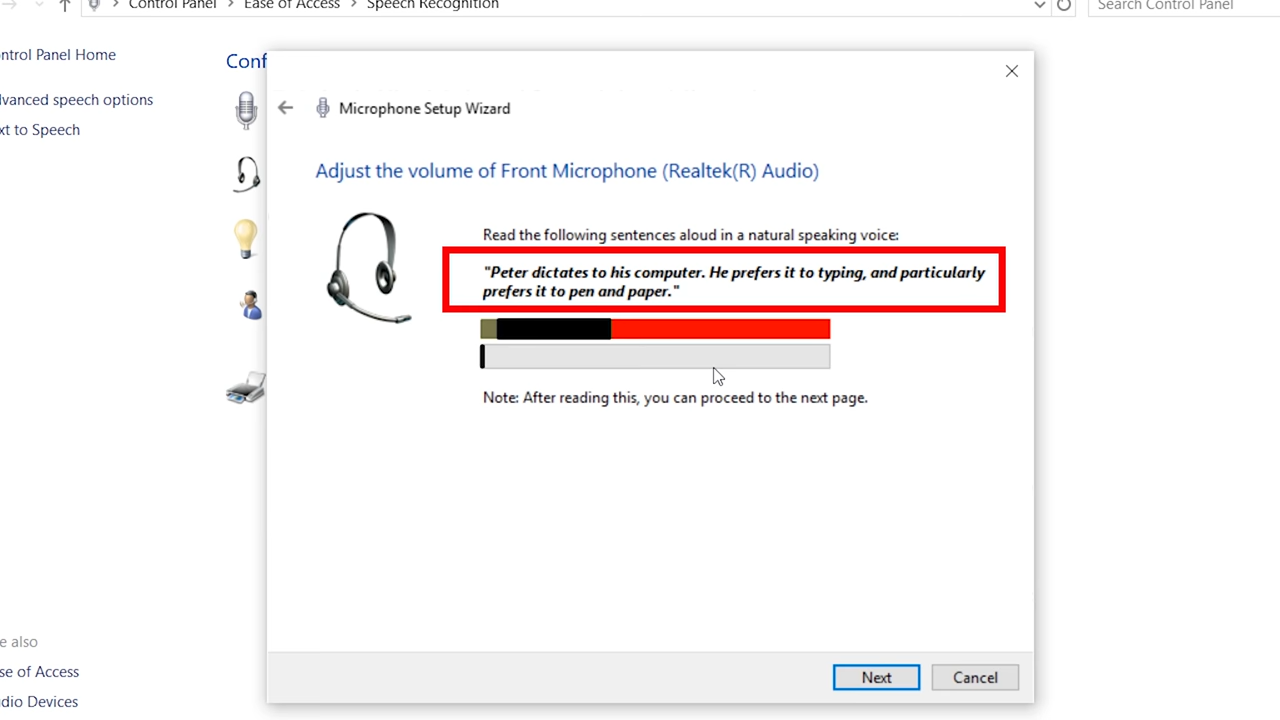 Control Panel > Ease of Access > Speech Recognition
Search Control Panel
ntrol Panel Home
Conf
lvanced speech options
xt to Speech
Microphone Setup Wizard
Adjust the volume of Front Microphone (Realtek(R) Audio)
Read the following sentences aloud in a natural speaking voice:
"Peter dictates to his computer. He prefers it to typing, and particularly
prefers it to pen and paper."
Note: After reading this, you can proceed to the next page.
e also
se of Access
dio Devices
Next
Cancel